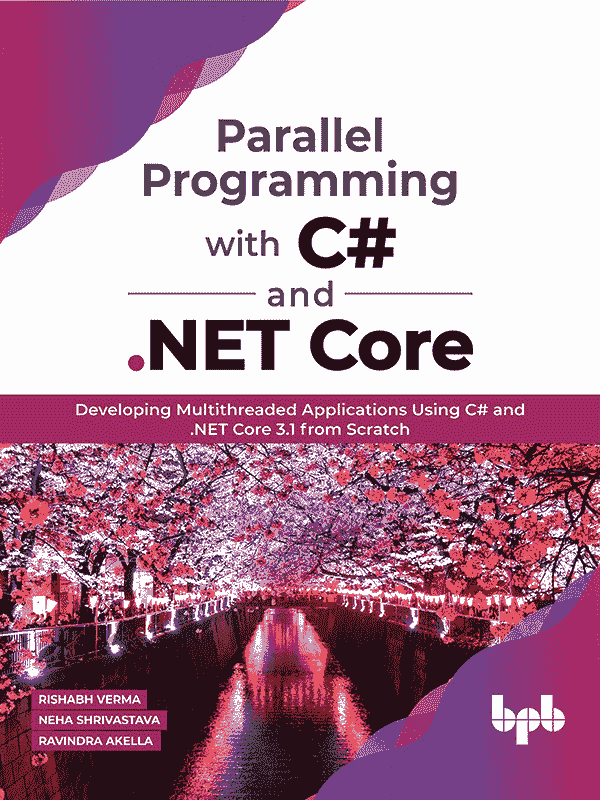 Parallel
Programming
with C#
and
.NET Core
Developing Multithreaded Applications Using C# and
.NET Core 3.1 from Scratch
RISHABH VERMA
NEHA SHRIVASTAVA
RAVINDRA AKELLA
bpb